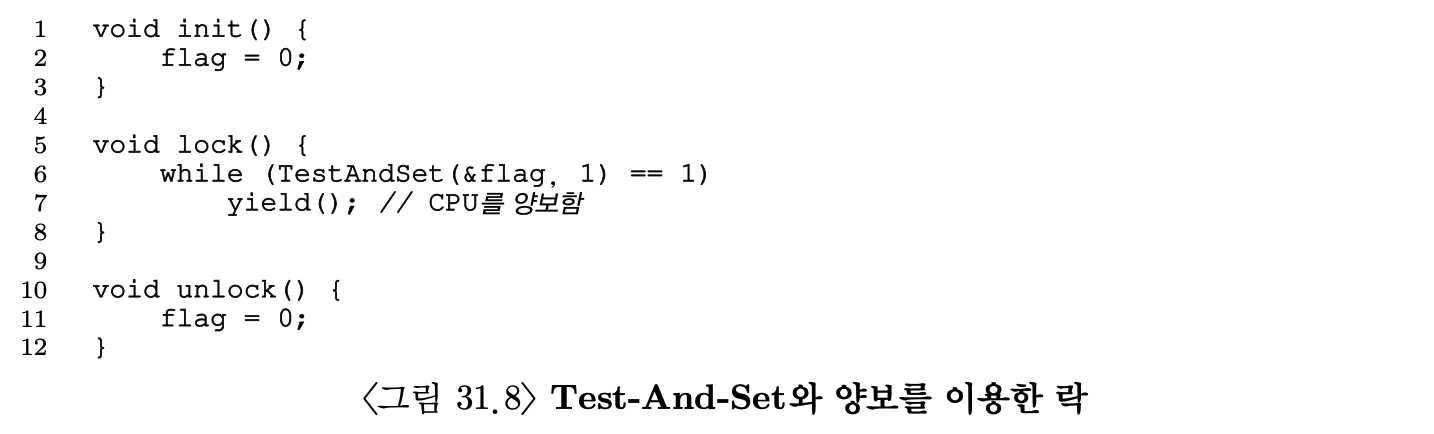 1 void init() {
2     flag = 0;
3 }
4
5 void lock() {
6     while (TestAndSet(&flag, 1) == 1)
7         yield(); // CPU를 양보함
8 }
9
10 void unlock() {
11     flag = 0;
12 }
〈그림 31.8〉 Test-And-Set와 양보를 이용한 락